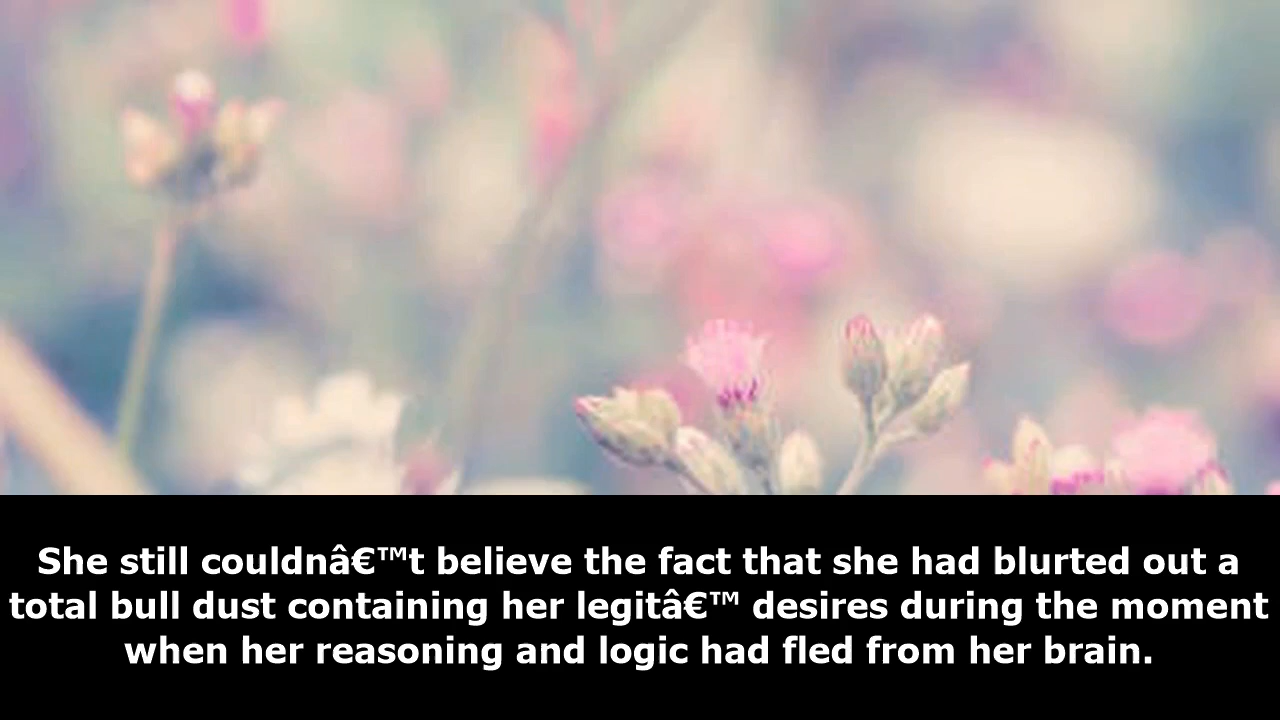 She still couldnâ€™t believe the fact that she had blurted out a
total bull dust containing her legitâ€™ desires during the moment
when her reasoning and logic had fled from her brain.